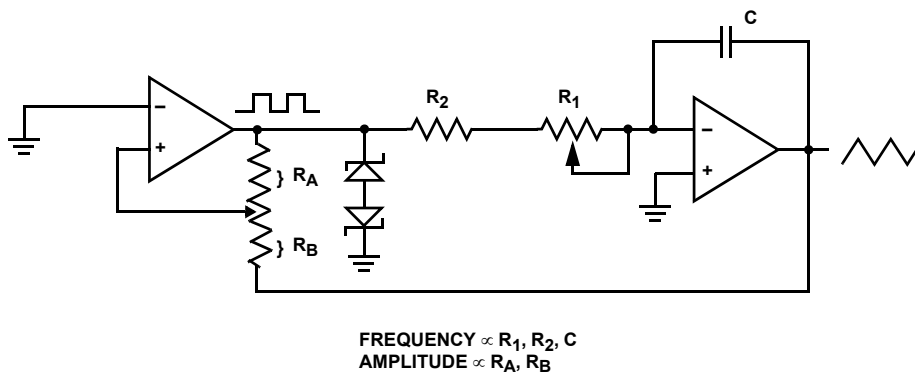 C
R2
R1
−
+
−
+
} RA
} RB
FREQUENCY ∝ R1, R2, C
AMPLITUDE ∝ RA, RB